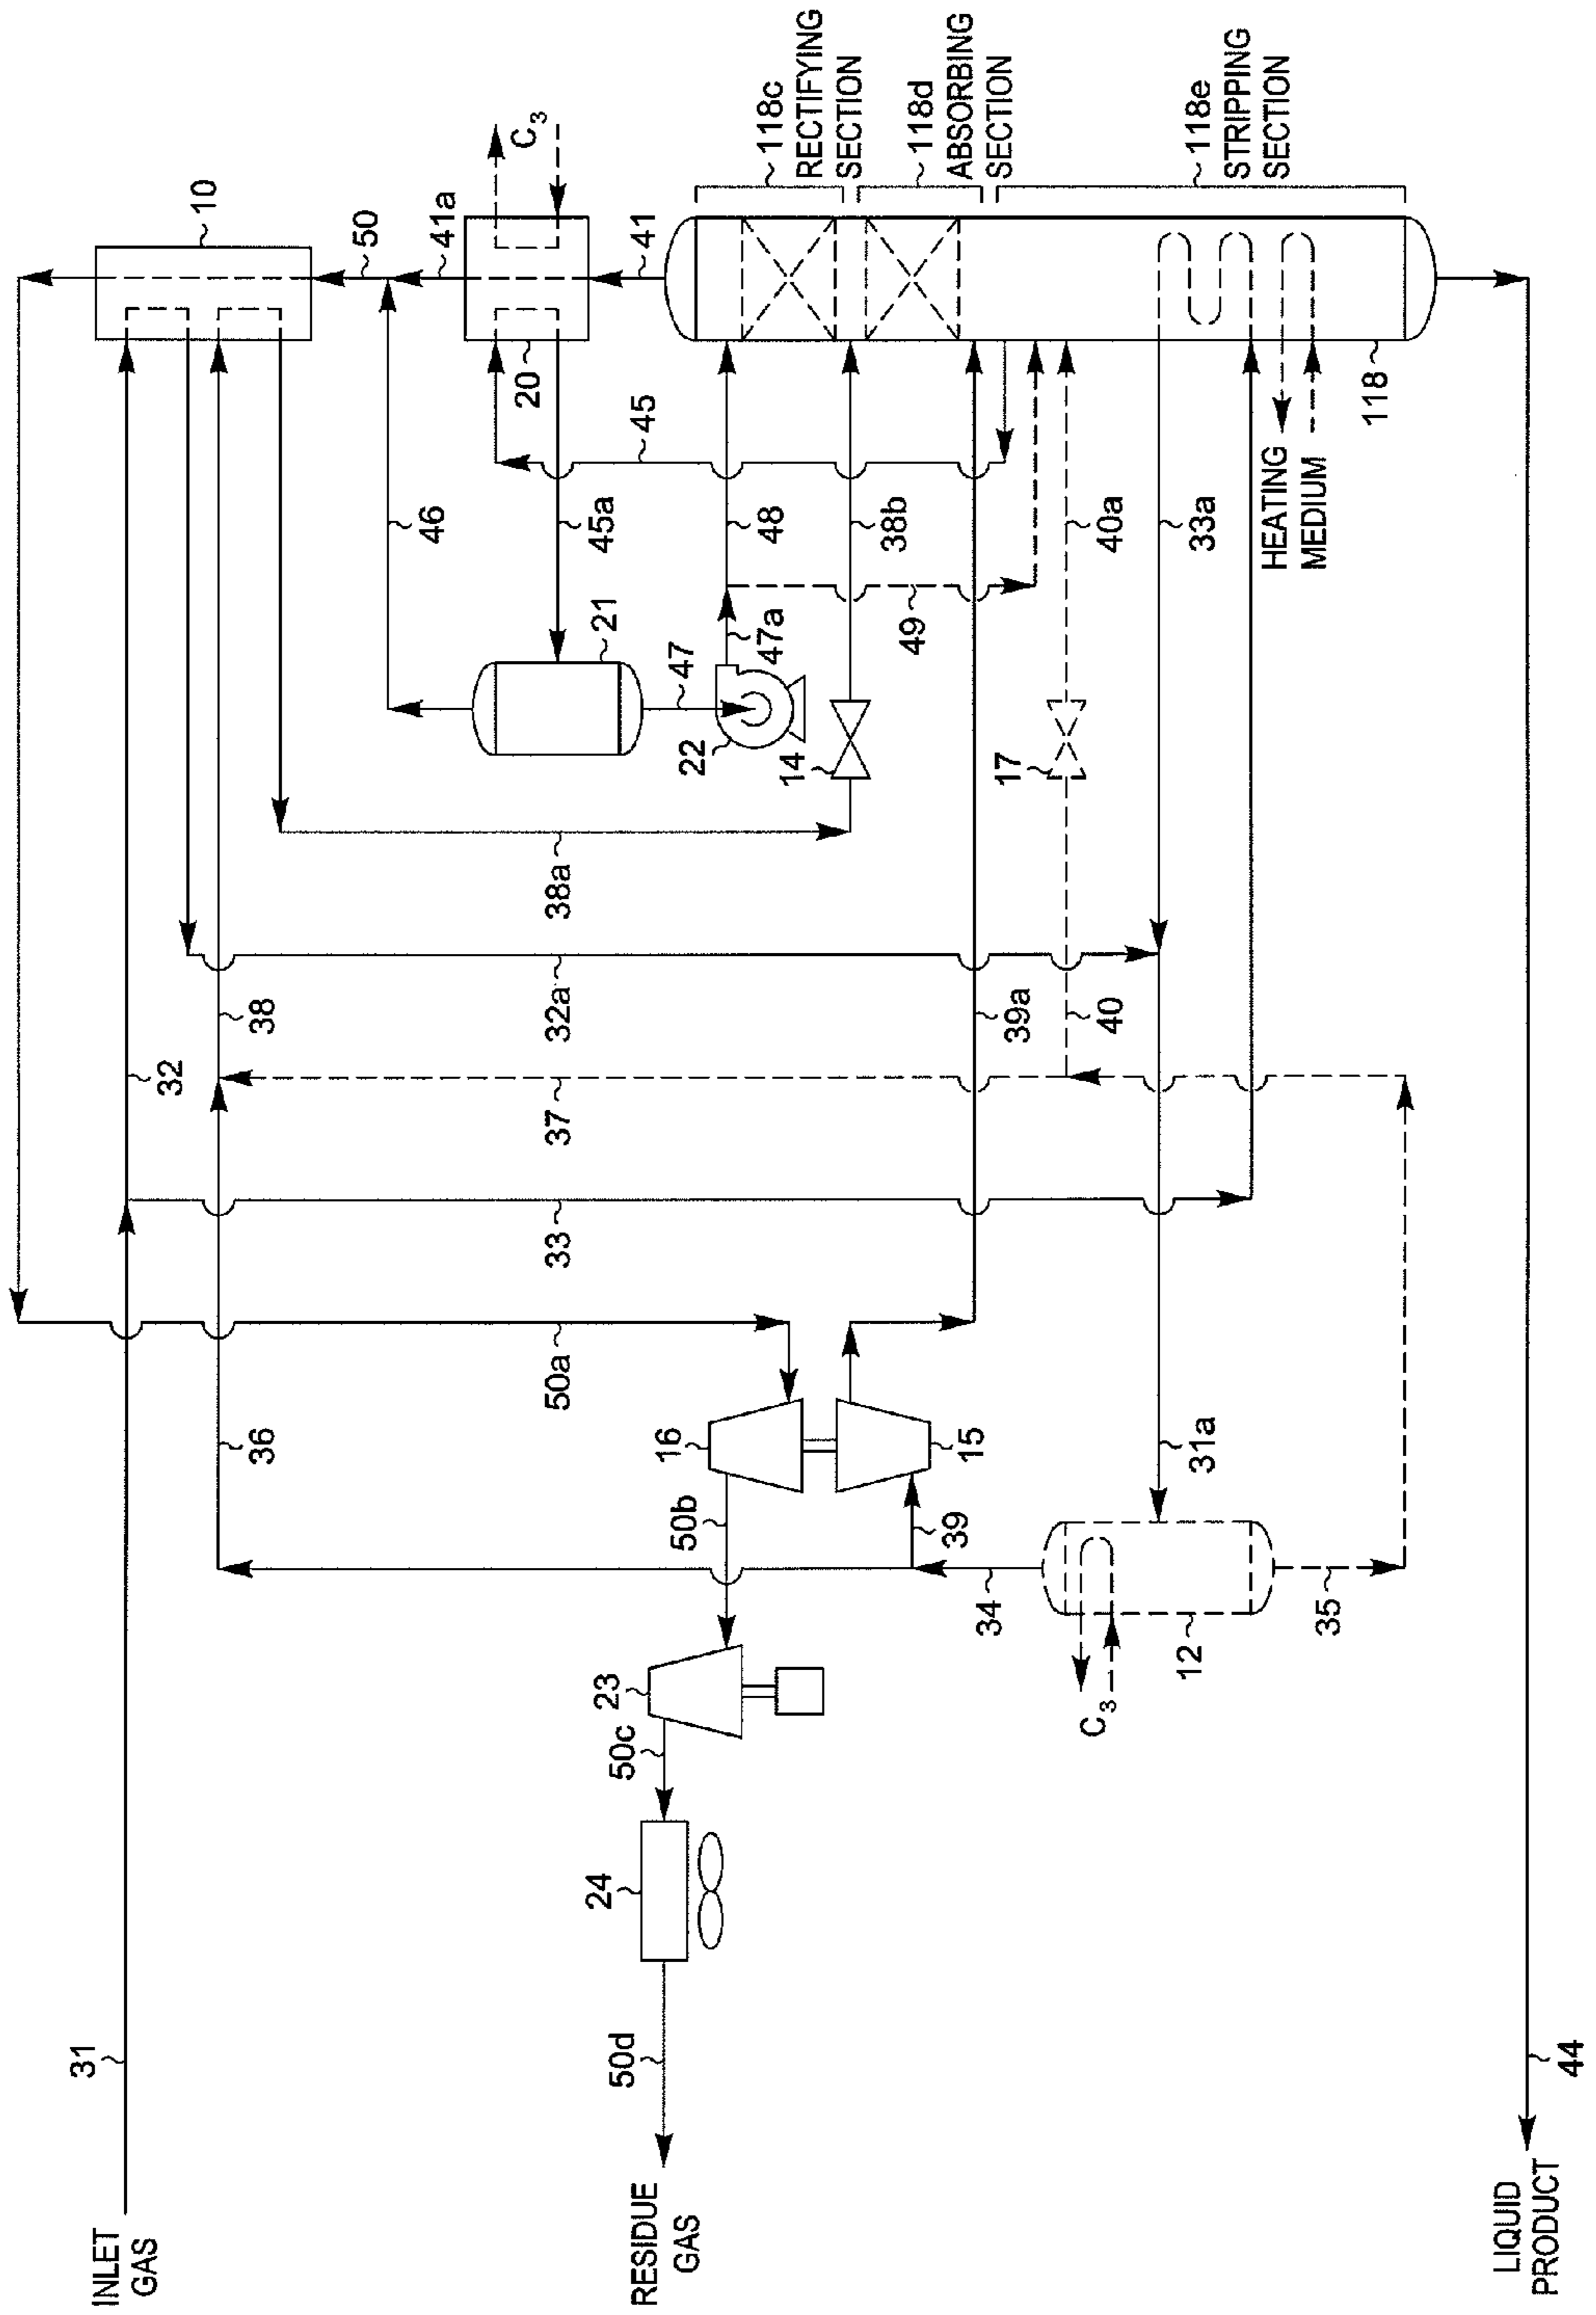 INLET
GAS
31
RESIDUE
GAS
50d
24
50c
23
50b
16
15
39
34
12
C3
35
31a
36
50a
33
37
32
38
32a
38a
39a
40
40a
17
14
22
47
47a
21
46
45a
45
48
49
38b
33a
HEATING
MEDIUM
10
50
41a
20
C3
41
118c
RECTIFYING
SECTION
118d
ABSORBING
SECTION
118e
STRIPPING
SECTION
118
44
LIQUID
PRODUCT